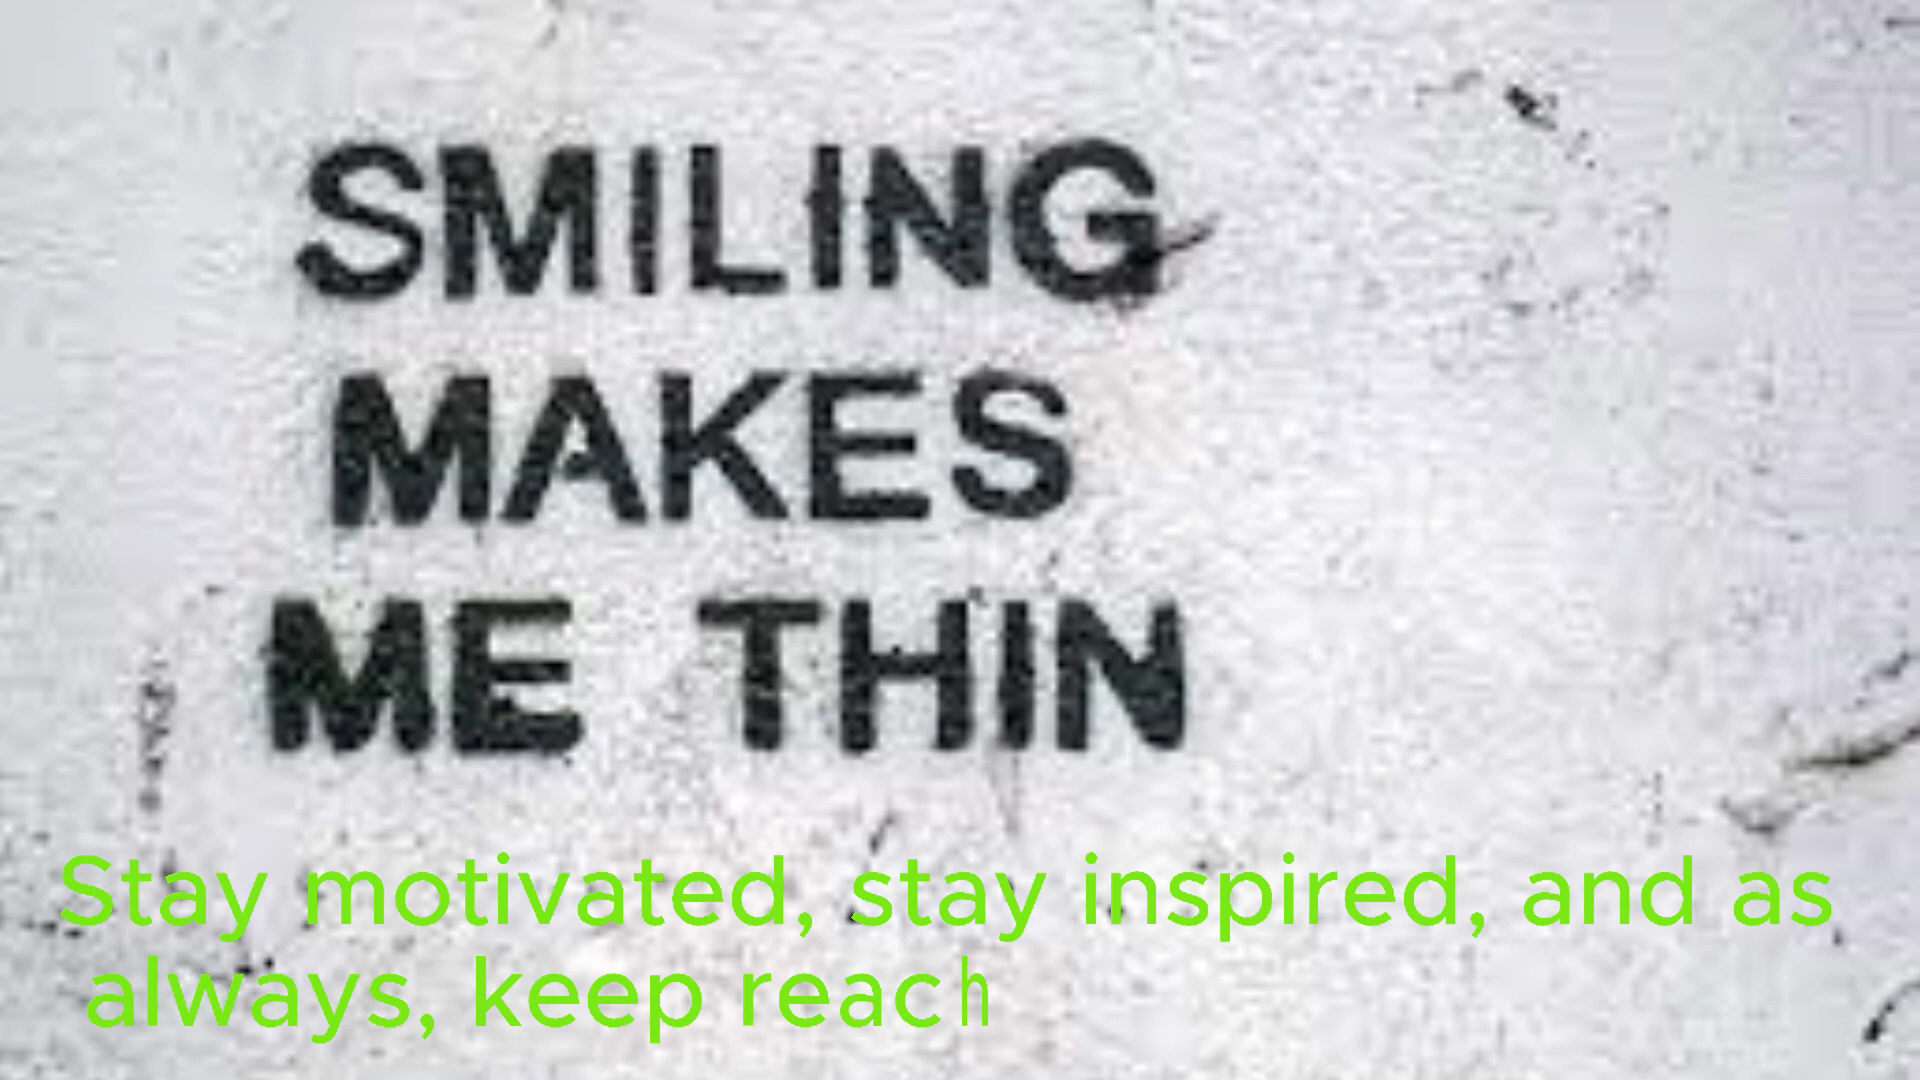 SMILING
MAKES
ME THIN
Stay motivated, stay inspired, and as
always, keep reach